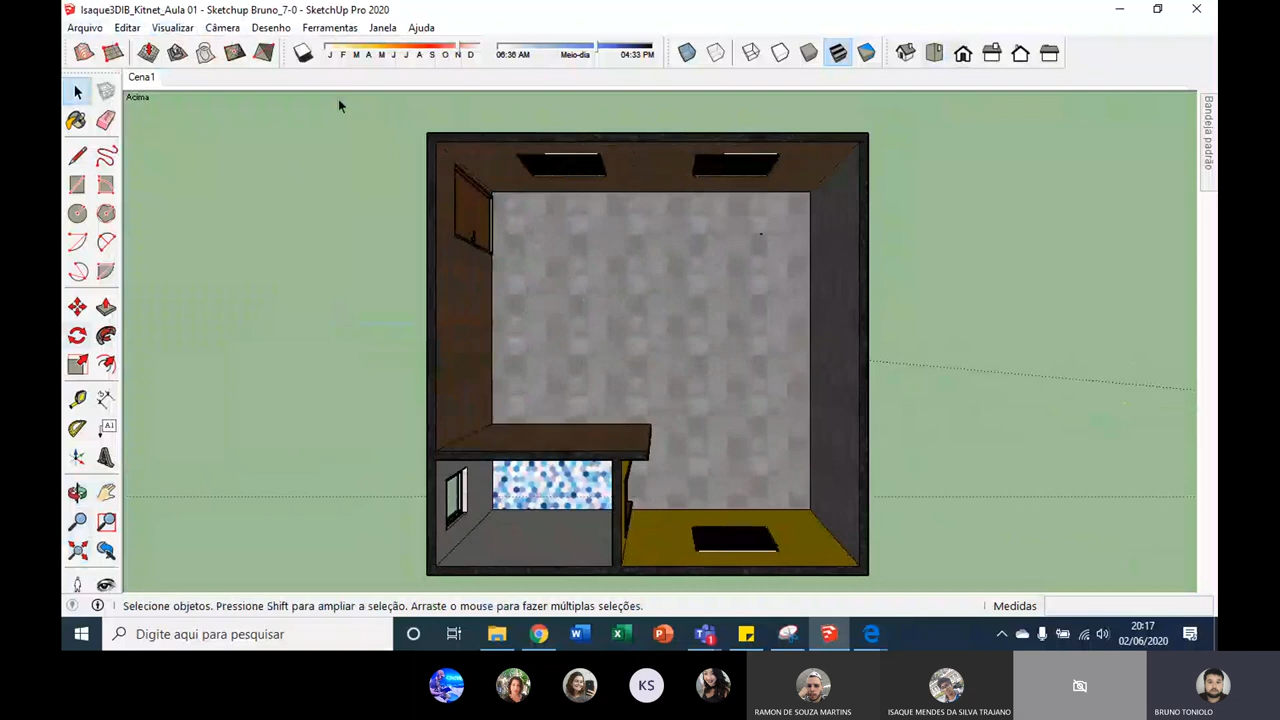 Isaque3DIB_Kitnet_Aula 01 - Sketchup Bruno_7-0 - SketchUp Pro 2020
Arquivo Editar Visualizar Câmera Desenho Ferramentas Janela Ajuda
J F M A M J J A S O N D 06:36 AM Meio-dia 04:33 PM
Cena1
Acima
Bandeja padrão
A1
Selecione objetos. Pressione Shift para ampliar a seleção. Arraste o mouse para fazer múltiplas seleções. Medidas
Digite aqui para pesquisar
20:17
02/06/2020
KS
RAMON DE SOUZA MARTINS ISAQUE MENDES DA SILVA TRAJANO BRUNO TONIOLO